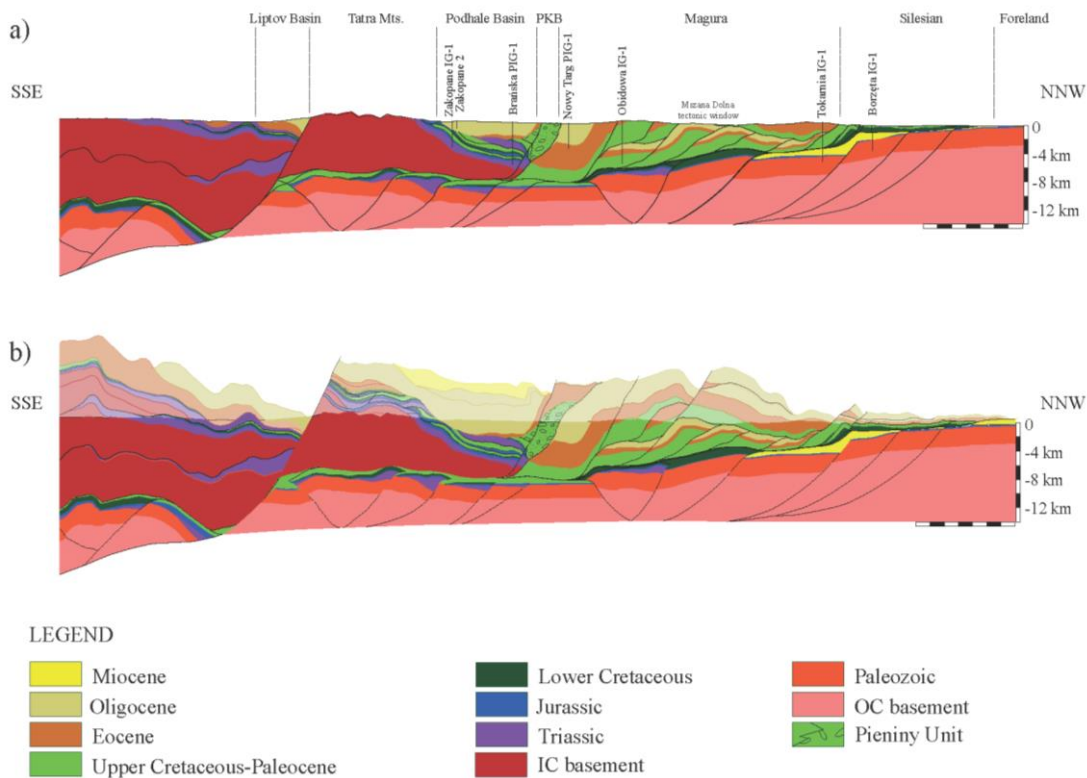 Liptov Basin Tatra Mts. Podhale Basin PKB Magura Silesian Foreland
a)
SSE
NNW
Zakopane IG-1
Zakopane 2
Brańska PIG-1
Nowy Targ PIG-1
Obidowa IG-1
Mszana Dolna
tectonic window
Tokarnia IG-1
Borzęta IG-1
0
-4 km
-8 km
-12 km
b)
SSE
NNW
0
-4 km
-8 km
-12 km
LEGEND
Miocene
Oligocene
Eocene
Upper Cretaceous-Paleocene
Lower Cretaceous
Jurassic
Triassic
IC basement
Paleozoic
OC basement
Pieniny Unit